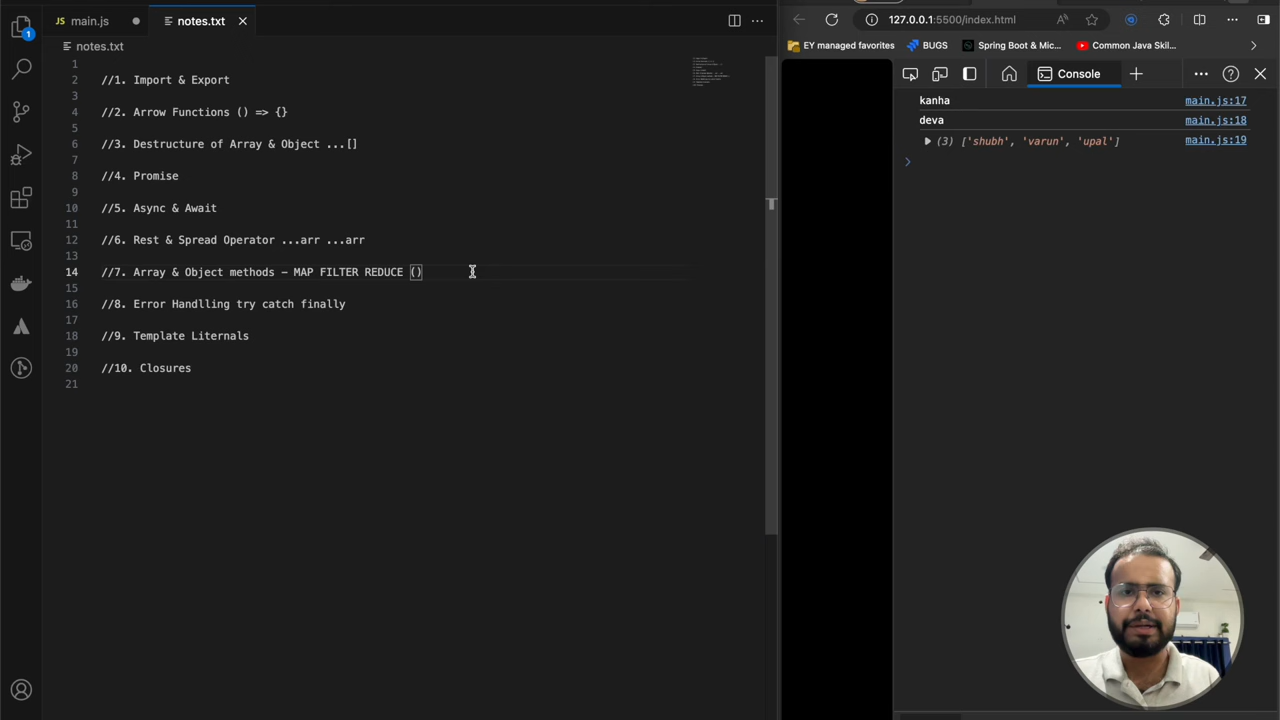 main.js
notes.txt
127.0.0.1:5500/index.html
EY managed favorites
BUGS
Spring Boot & Mic...
Common Java Skil...
notes.txt
Console
1
2 //1. Import & Export
3
4 //2. Arrow Functions () => {}
5
6 //3. Destructure of Array & Object ...[]
7
8 //4. Promise
9
10 //5. Async & Await
11
12 //6. Rest & Spread Operator ...arr ...arr
13
14 //7. Array & Object methods - MAP FILTER REDUCE ()
15
16 //8. Error Handlling try catch finally
17
18 //9. Template Liternals
19
20 //10. Closures
21
kanha main.js:17
deva main.js:18
(3) ['shubh', 'varun', 'upal'] main.js:19